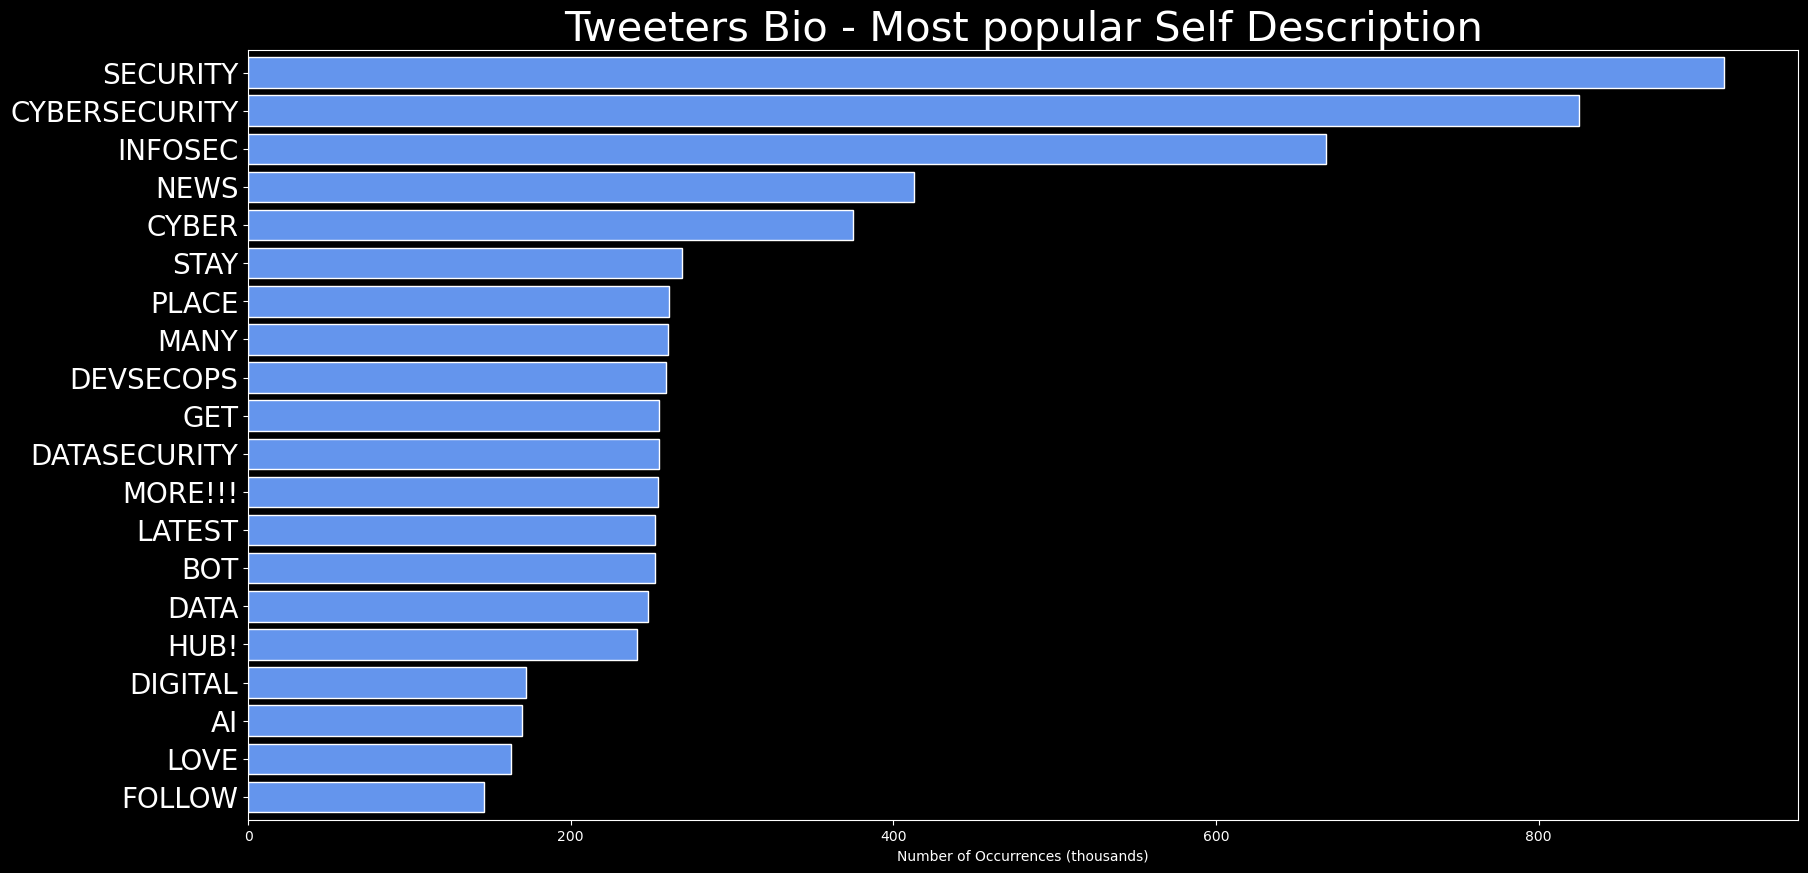 Tweeters Bio - Most popular Self Description
SECURITY
CYBERSECURITY
INFOSEC
NEWS
CYBER
STAY
PLACE
MANY
DEVSECOPS
GET
DATASECURITY
MORE!!!
LATEST
BOT
DATA
HUB!
DIGITAL
AI
LOVE
FOLLOW
0 200 400 600 800
Number of Occurrences (thousands)